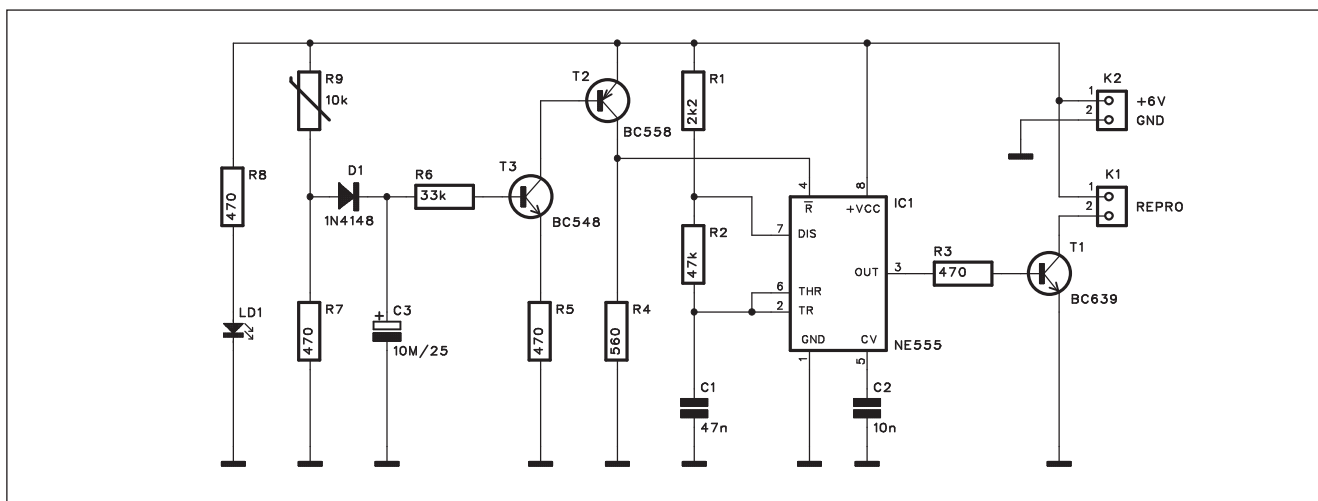 R9
10k
R8
470
LD1
R7
470
D1
1N4148
C3
+
10M/25
R6
33k
T3
BC548
R5
470
T2
BC558
R4
560
R1
2k2
R2
47k
C1
47n
IC1
NE555
4
R
8
+VCC
7
DIS
6
THR
2
TR
OUT
3
GND
1
CV
5
C2
10n
R3
470
T1
BC639
K2
1
+6V
2
GND
K1
1
2
REPRO